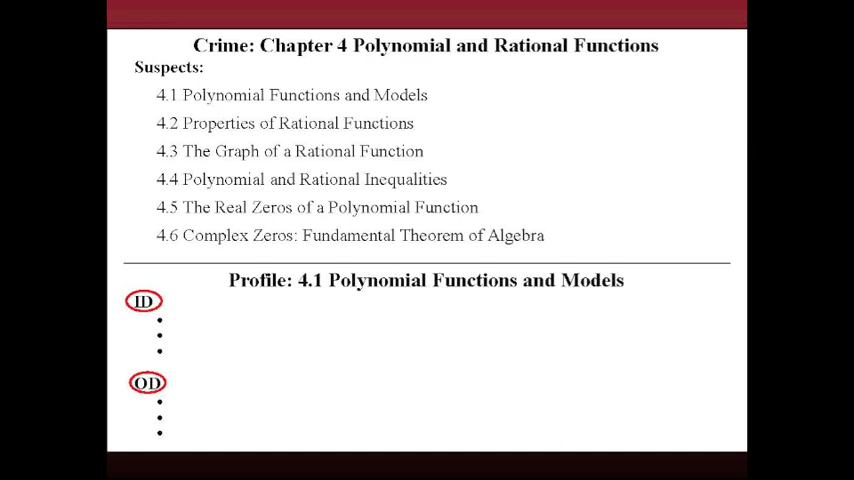 Crime: Chapter 4 Polynomial and Rational Functions
Suspects:
4.1 Polynomial Functions and Models
4.2 Properties of Rational Functions
4.3 The Graph of a Rational Function
4.4 Polynomial and Rational Inequalities
4.5 The Real Zeros of a Polynomial Function
4.6 Complex Zeros: Fundamental Theorem of Algebra
Profile: 4.1 Polynomial Functions and Models
ID
•
•
•
OD
•
•
•